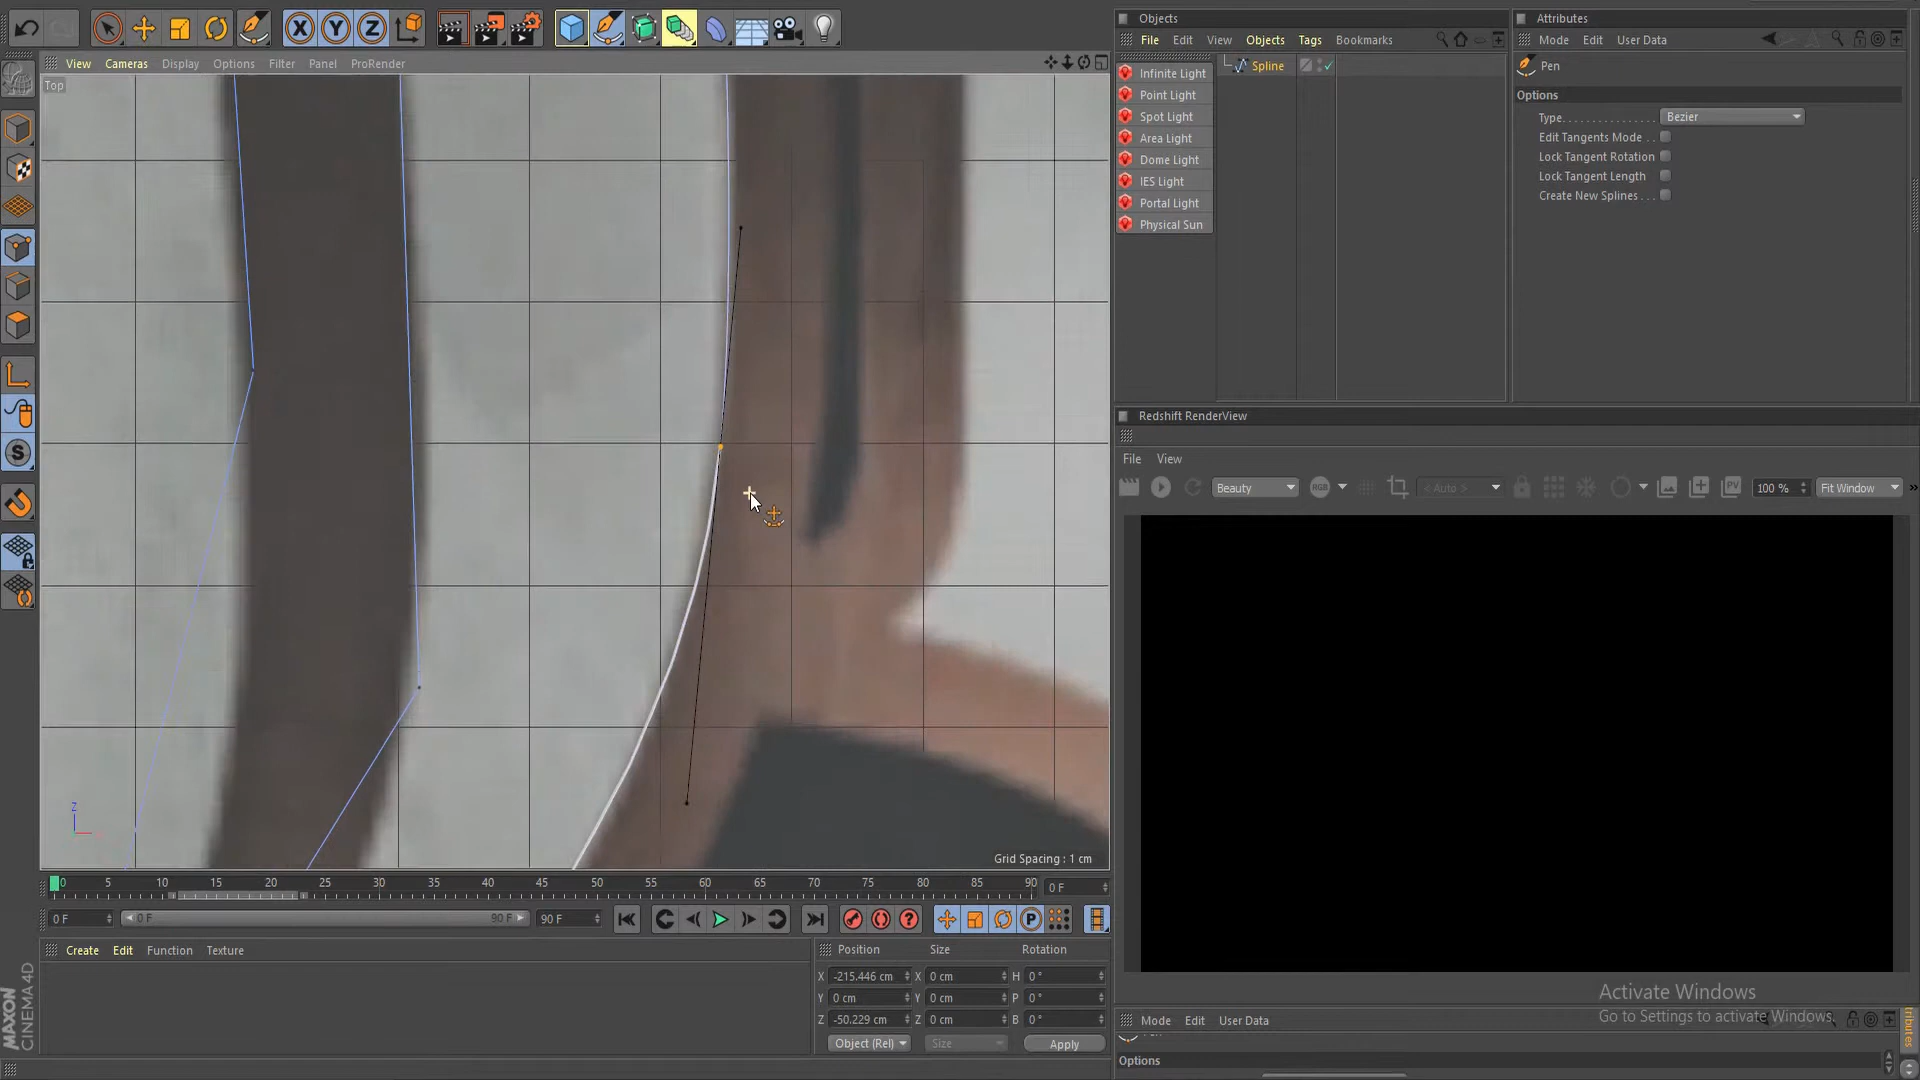 Objects
Attributes
File Edit View Objects Tags Bookmarks
Mode Edit User Data
View Cameras Display Options Filter Panel ProRender
Top
Infinite Light
Point Light
Spot Light
Area Light
Dome Light
IES Light
Portal Light
Physical Sun
Spline
Pen
Options
Type Bezier
Edit Tangents Mode
Lock Tangent Rotation
Lock Tangent Length
Create New Splines
Redshift RenderView
File View
Beauty
RGB
< Auto >
PV
100 %
Fit Window
Z
Grid Spacing : 1 cm
0 5 10 15 20 25 30 35 40 45 50 55 60 65 70 75 80 85 90
0 F
0 F
0 F
90 F
90 F
Create Edit Function Texture
Position Size Rotation
X -215.446 cm X 0 cm H 0 °
Y 0 cm Y 0 cm P 0 °
Z -50.229 cm Z 0 cm B 0 °
Object (Rel) Size Apply
MAXON
CINEMA 4D
Activate Windows
Go to Settings to activate Windows.
Mode Edit User Data
Options